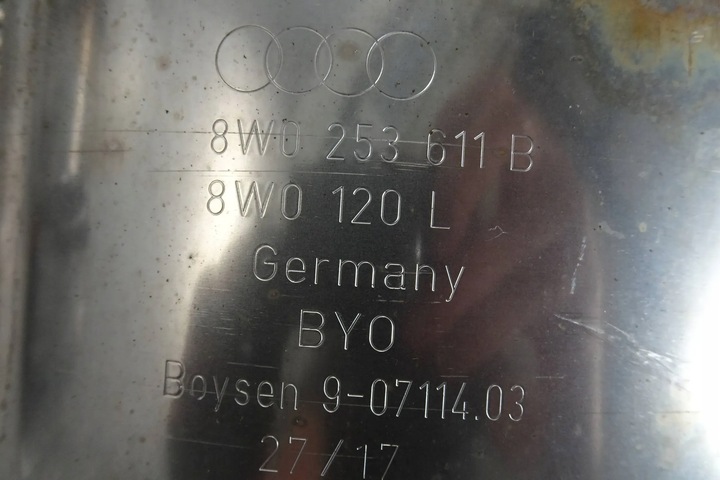 8W0 253 611 B
8W0 120 L
Germany
BYO
Boysen 9-07114.03
27/17